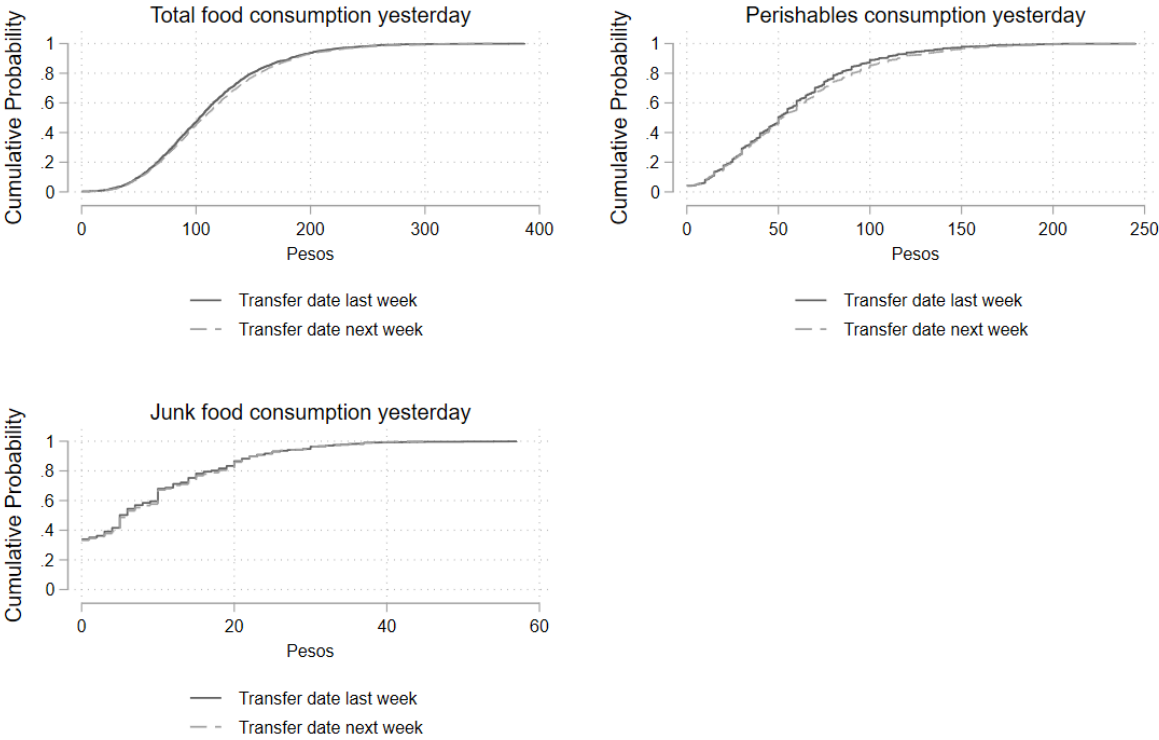 Total food consumption yesterday
Cumulative Probability
1
.8
.6
.4
.2
0
0 100 200 300 400
Pesos
Transfer date last week
Transfer date next week
Perishables consumption yesterday
Cumulative Probability
1
.8
.6
.4
.2
0
0 50 100 150 200 250
Pesos
Transfer date last week
Transfer date next week
Junk food consumption yesterday
Cumulative Probability
1
.8
.6
.4
.2
0
0 20 40 60
Pesos
Transfer date last week
Transfer date next week